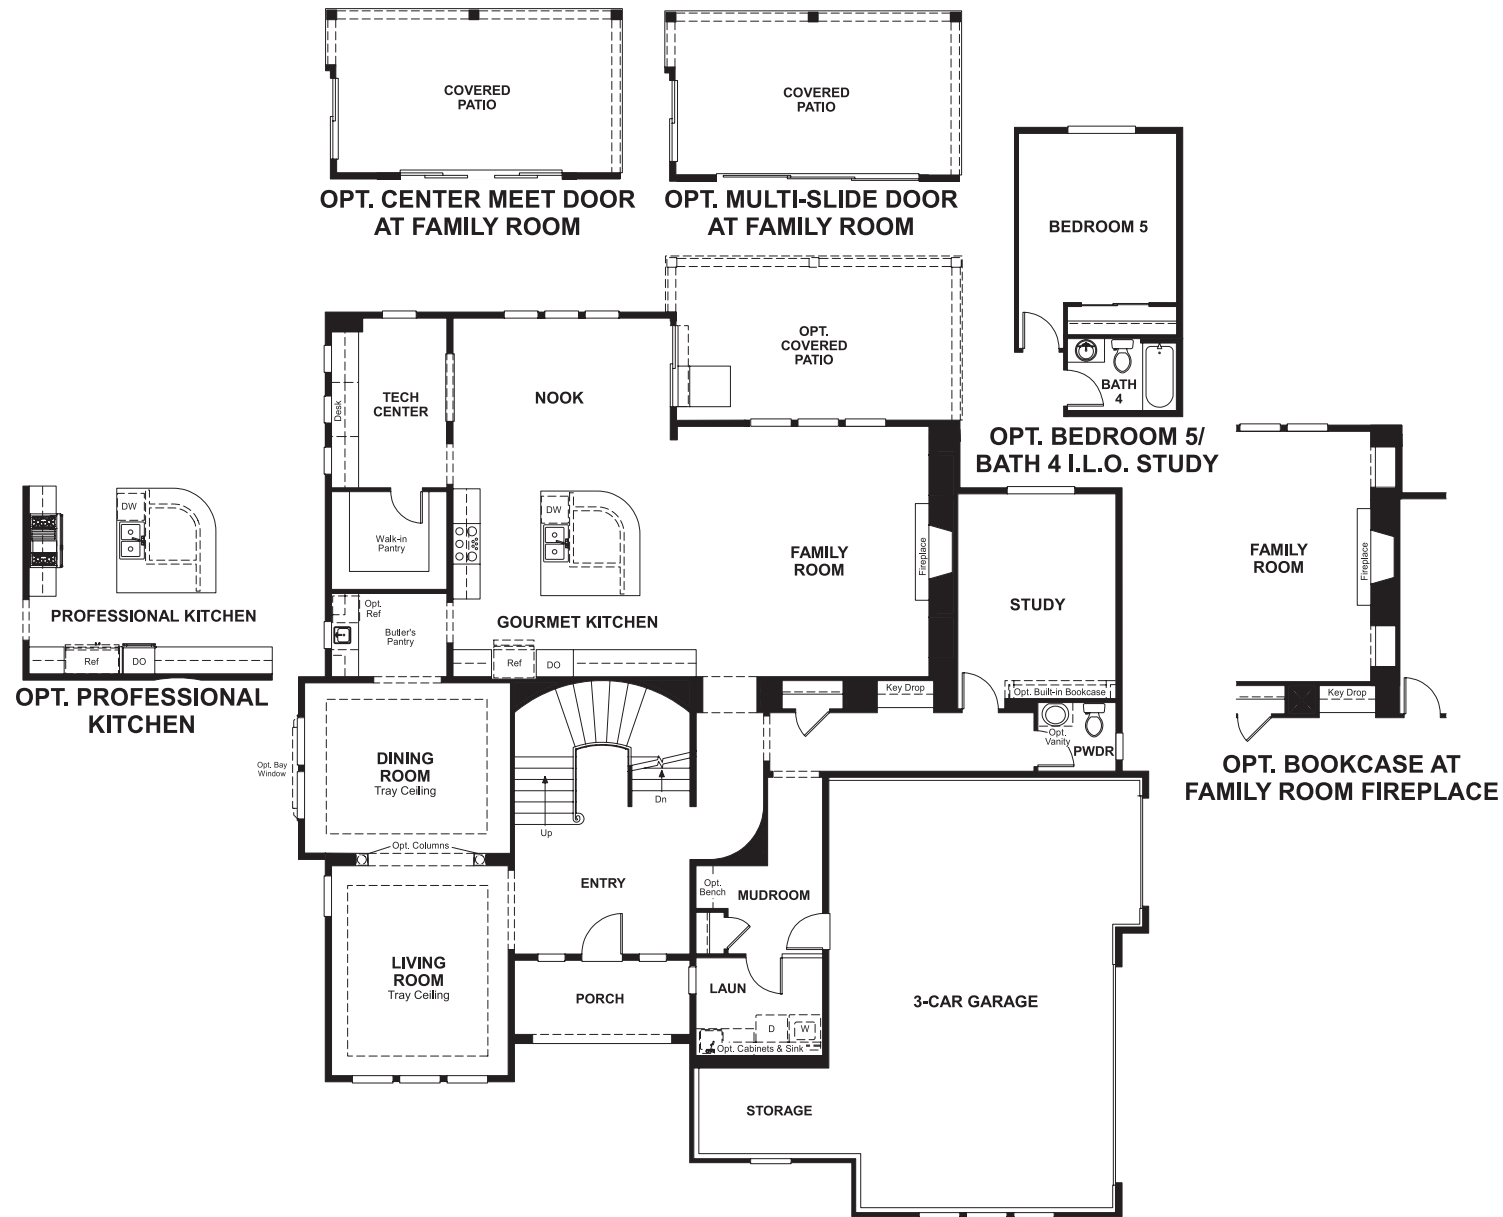 COVERED
PATIO
OPT. CENTER MEET DOOR
AT FAMILY ROOM
COVERED
PATIO
OPT. MULTI-SLIDE DOOR
AT FAMILY ROOM
BEDROOM 5
BATH
4
OPT. BEDROOM 5/
BATH 4 I.L.O. STUDY
OPT.
COVERED
PATIO
TECH
CENTER
Desk
NOOK
Walk-in
Pantry
DW
FAMILY
ROOM
Fireplace
STUDY
Opt. Built-in Bookcase
Opt.
Ref
Butler's
Pantry
GOURMET KITCHEN
Ref
DO
Key Drop
DW
PROFESSIONAL KITCHEN
Ref
DO
OPT. PROFESSIONAL
KITCHEN
FAMILY
ROOM
Fireplace
Key Drop
OPT. BOOKCASE AT
FAMILY ROOM FIREPLACE
Opt.
Vanity
PWDR
Opt. Bay
Window
DINING
ROOM
Tray Ceiling
Up
Dn
Opt. Columns
ENTRY
Opt.
Bench
MUDROOM
LIVING
ROOM
Tray Ceiling
PORCH
LAUN
D
W
Opt. Cabinets & Sink
3-CAR GARAGE
STORAGE